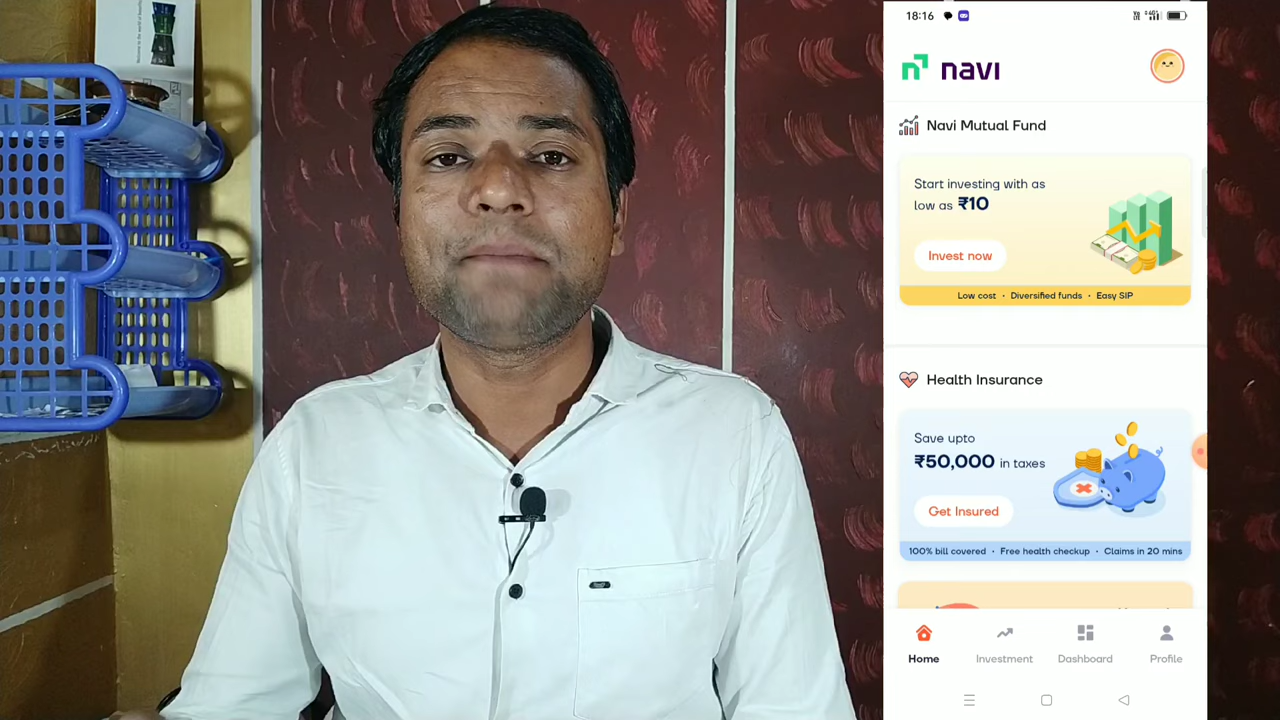 18:16
navi
Navi Mutual Fund
Start investing with as
low as ₹10
Invest now
Low cost · Diversified funds · Easy SIP
Health Insurance
Save upto
₹50,000 in taxes
Get Insured
100% bill covered · Free health checkup · Claims in 20 mins
Home
Investment
Dashboard
Profile